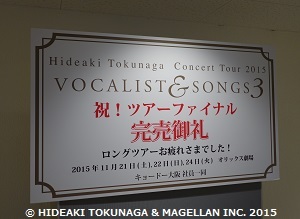 Hideaki Tokunaga Concert Tour 2015
VOCALIST & SONGS 3
祝！ツアーファイナル
完売御礼
ロングツアーお疲れさまでした！
2015年11月21日(土),22日(日),24日(火) オリックス劇場
キョードー大阪 社員一同
© HIDEAKI TOKUNAGA & MAGELLAN INC. 2015